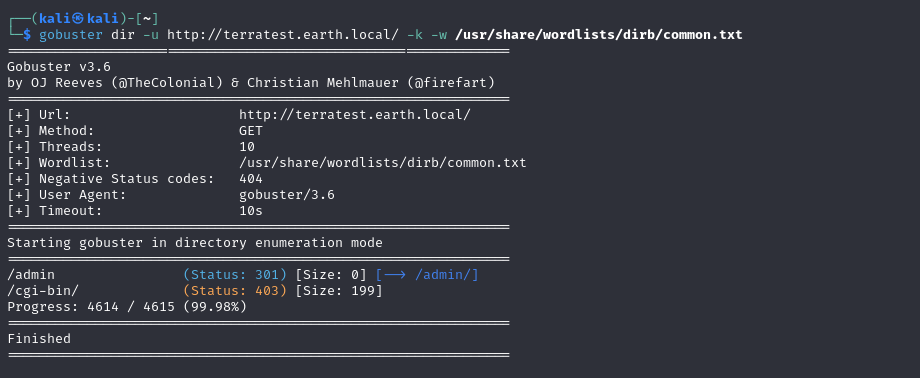 ┌──(kali㉿kali)-[~]
└─$ gobuster dir -u http://terratest.earth.local/ -k -w /usr/share/wordlists/dirb/common.txt
===============================================================
Gobuster v3.6
by OJ Reeves (@TheColonial) & Christian Mehlmauer (@firefart)
===============================================================
[+] Url:                     http://terratest.earth.local/
[+] Method:                  GET
[+] Threads:                 10
[+] Wordlist:                /usr/share/wordlists/dirb/common.txt
[+] Negative Status codes:   404
[+] User Agent:              gobuster/3.6
[+] Timeout:                 10s
===============================================================
Starting gobuster in directory enumeration mode
===============================================================
/admin                (Status: 301) [Size: 0] [--> /admin/]
/cgi-bin/             (Status: 403) [Size: 199]
Progress: 4614 / 4615 (99.98%)
===============================================================
Finished
===============================================================